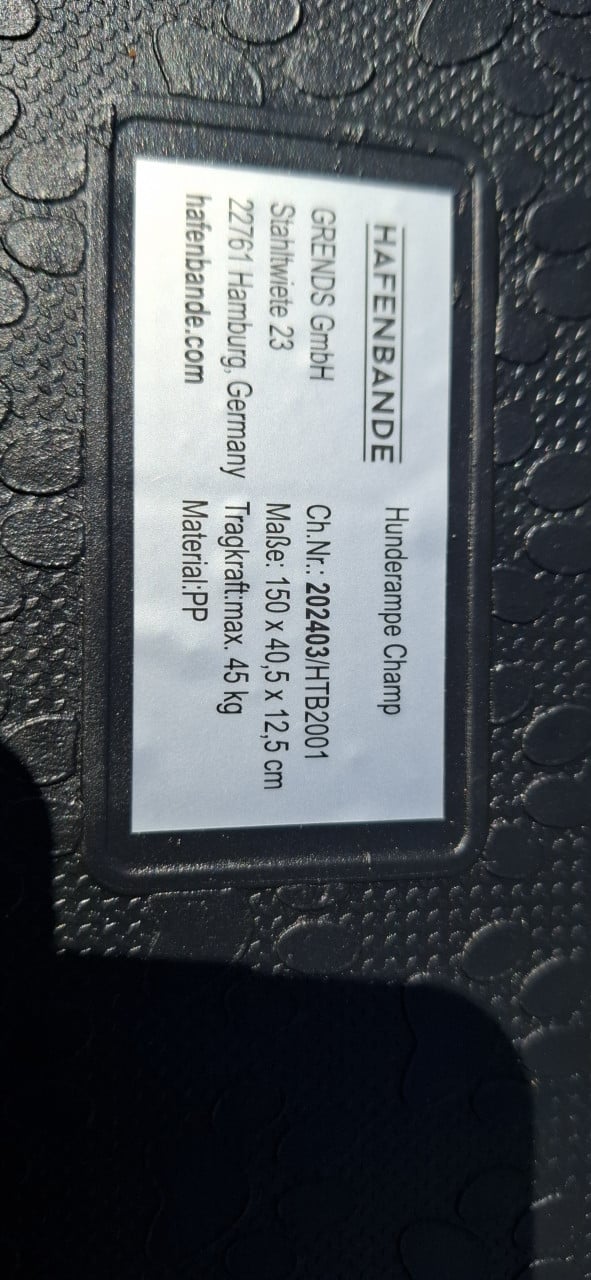 HAFENBANDE
GRENDS GmbH
Stahltwiete 23
22761 Hamburg, Germany
hafenbande.com
Hunderampe Champ
Ch.Nr.: 202403/HTB2001
Maße: 150 x 40,5 x 12,5 cm
Tragkraft:max. 45 kg
Material:PP